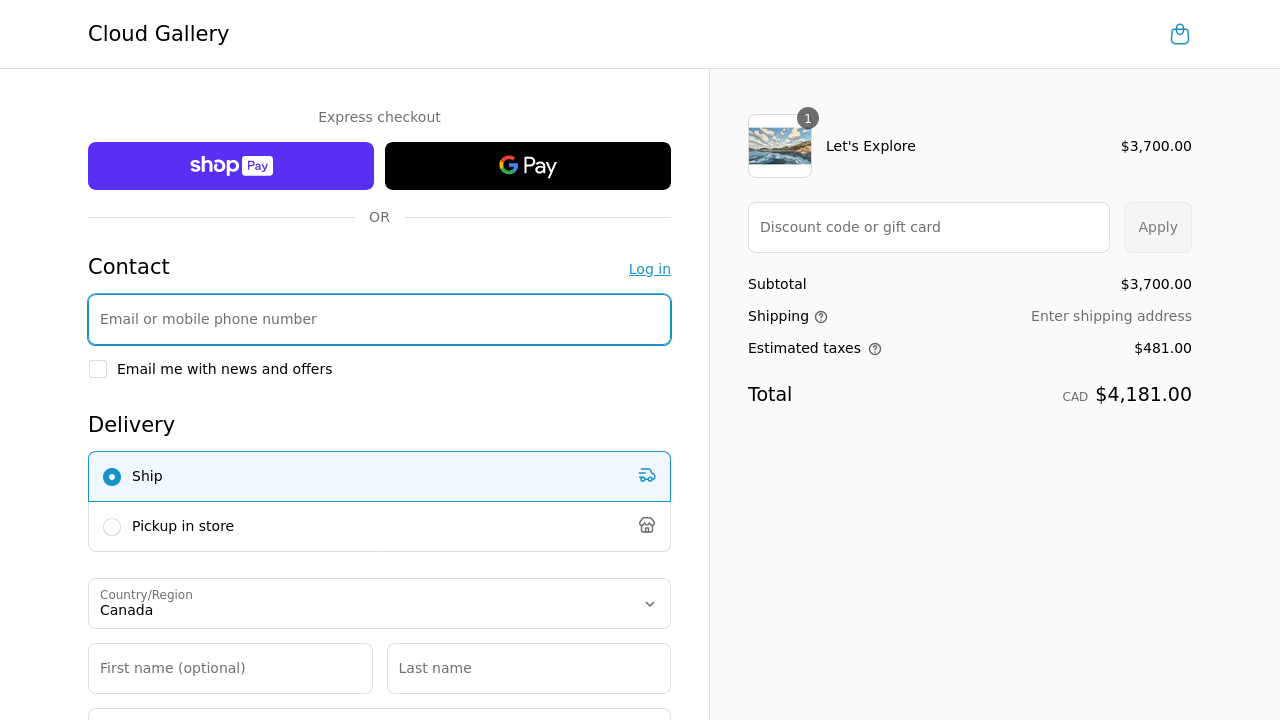 Cloud Gallery
Express checkout
shop Pay
G Pay
OR
Contact
Log in
Email or mobile phone number
Email me with news and offers
Delivery
Ship
Pickup in store
Country/Region
Canada
First name (optional)
Last name
1
Let's Explore
$3,700.00
Discount code or gift card
Apply
Subtotal
$3,700.00
Shipping
Enter shipping address
Estimated taxes
$481.00
Total
CAD $4,181.00